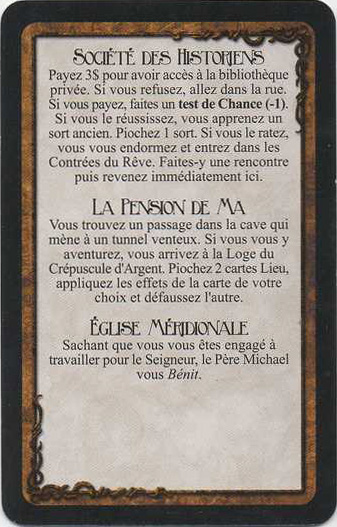 Société des Historiens
Payez 3$ pour avoir accès à la bibliothèque
privée. Si vous refusez, allez dans la rue.
Si vous payez, faites un test de Chance (-1).
Si vous le réussissez, vous apprenez un
sort ancien. Piochez 1 sort. Si vous le ratez,
vous vous endormez et entrez dans les
Contrées du Rêve. Faites-y une rencontre
puis revenez immédiatement ici.
La Pension de Ma
Vous trouvez un passage dans la cave qui
mène à un tunnel venteux. Si vous vous y
aventurez, vous arrivez à la Loge du
Crépuscule d'Argent. Piochez 2 cartes Lieu,
appliquez les effets de la carte de votre
choix et défaussez l'autre.
Église Méridionale
Sachant que vous vous êtes engagé à
travailler pour le Seigneur, le Père Michael
vous Bénit.